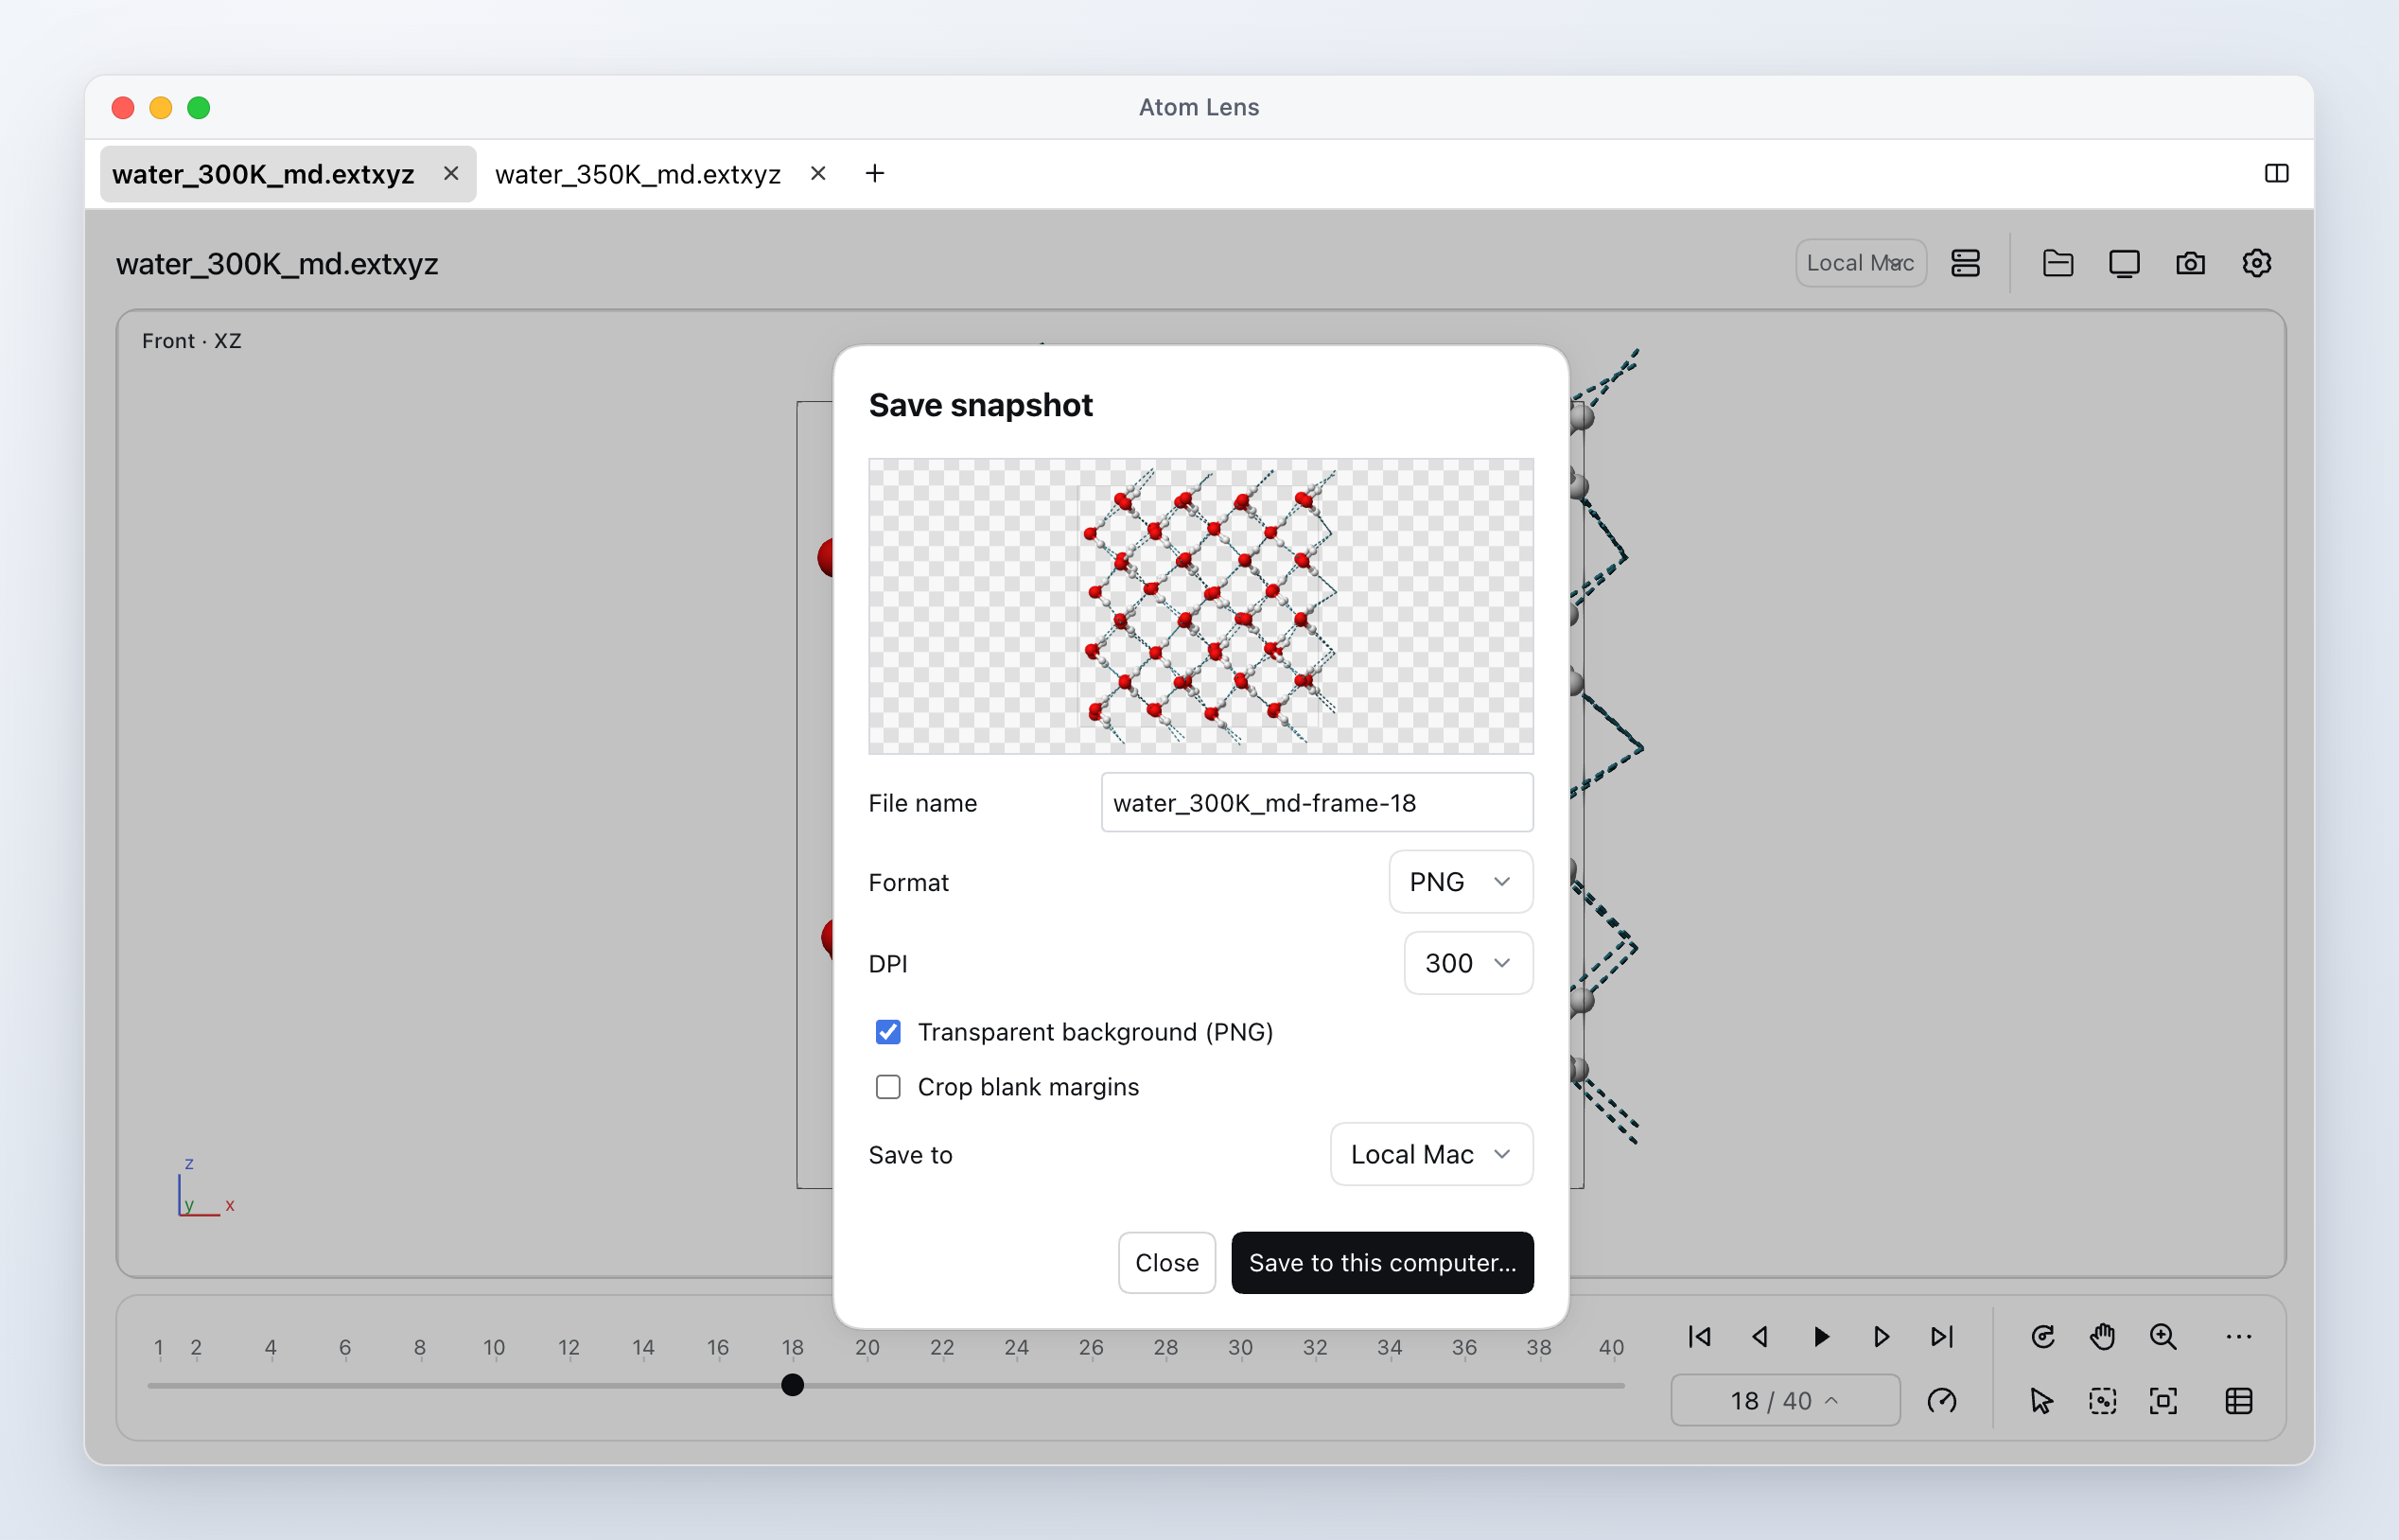 Atom Lens
water_300K_md.extxyz water_350K_md.extxyz
water_300K_md.extxyz Local Mac
Front · XZ
Save snapshot
File name water_300K_md-frame-18
Format PNG
DPI 300
Transparent background (PNG)
Crop blank margins
Save to Local Mac
Close Save to this computer...
z
y x
1 2 4 6 8 10 12 14 16 18 20 22 24 26 28 30 32 34 36 38 40
18 / 40